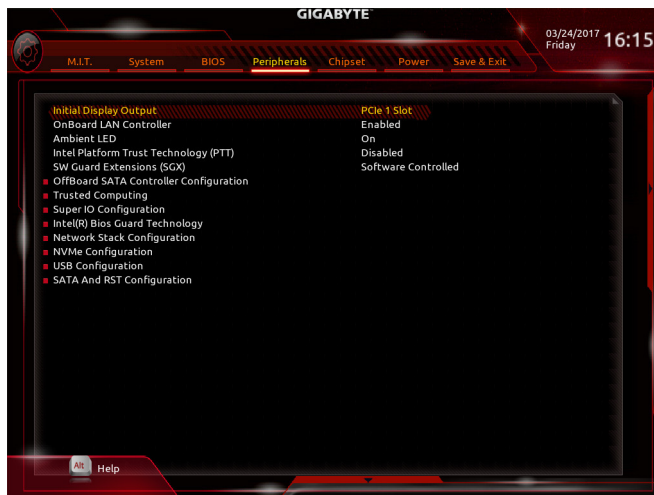 GIGABYTE™
03/24/2017
Friday
16:15
M.I.T. System BIOS Peripherals Chipset Power Save & Exit
Initial Display Output PCIe 1 Slot
OnBoard LAN Controller Enabled
Ambient LED On
Intel Platform Trust Technology (PTT) Disabled
SW Guard Extensions (SGX) Software Controlled
OffBoard SATA Controller Configuration
Trusted Computing
Super IO Configuration
Intel(R) Bios Guard Technology
Network Stack Configuration
NVMe Configuration
USB Configuration
SATA And RST Configuration
Alt Help